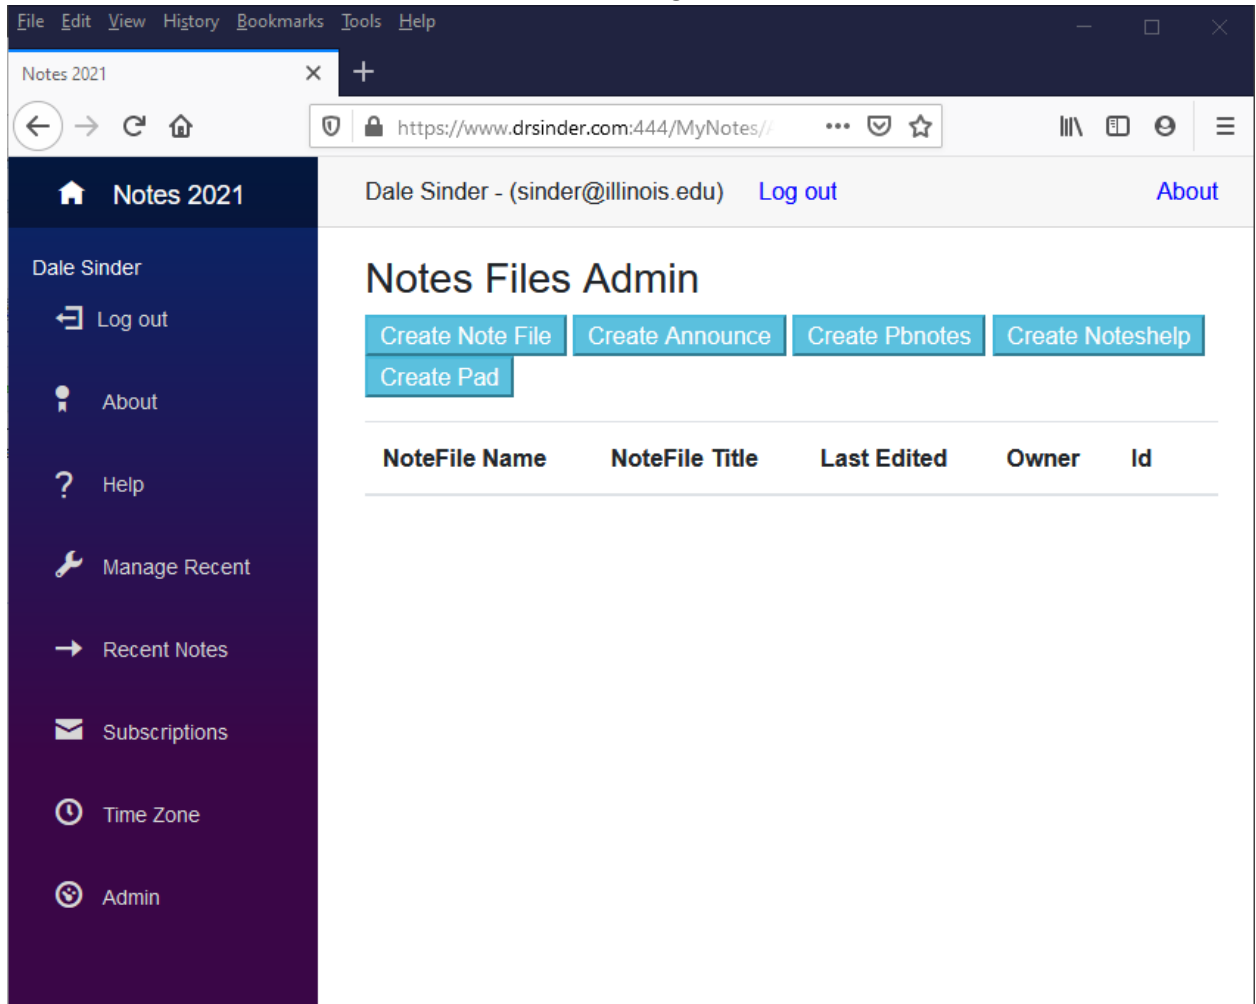 File Edit View History Bookmarks Tools Help
Notes 2021
https://www.drsinder.com:444/MyNotes/
Notes 2021
Dale Sinder - (sinder@illinois.edu) Log out About
Dale Sinder
Log out
About
Help
Manage Recent
Recent Notes
Subscriptions
Time Zone
Admin
Notes Files Admin
Create Note File Create Announce Create Pbnotes Create Noteshelp
Create Pad
NoteFile Name NoteFile Title Last Edited Owner Id